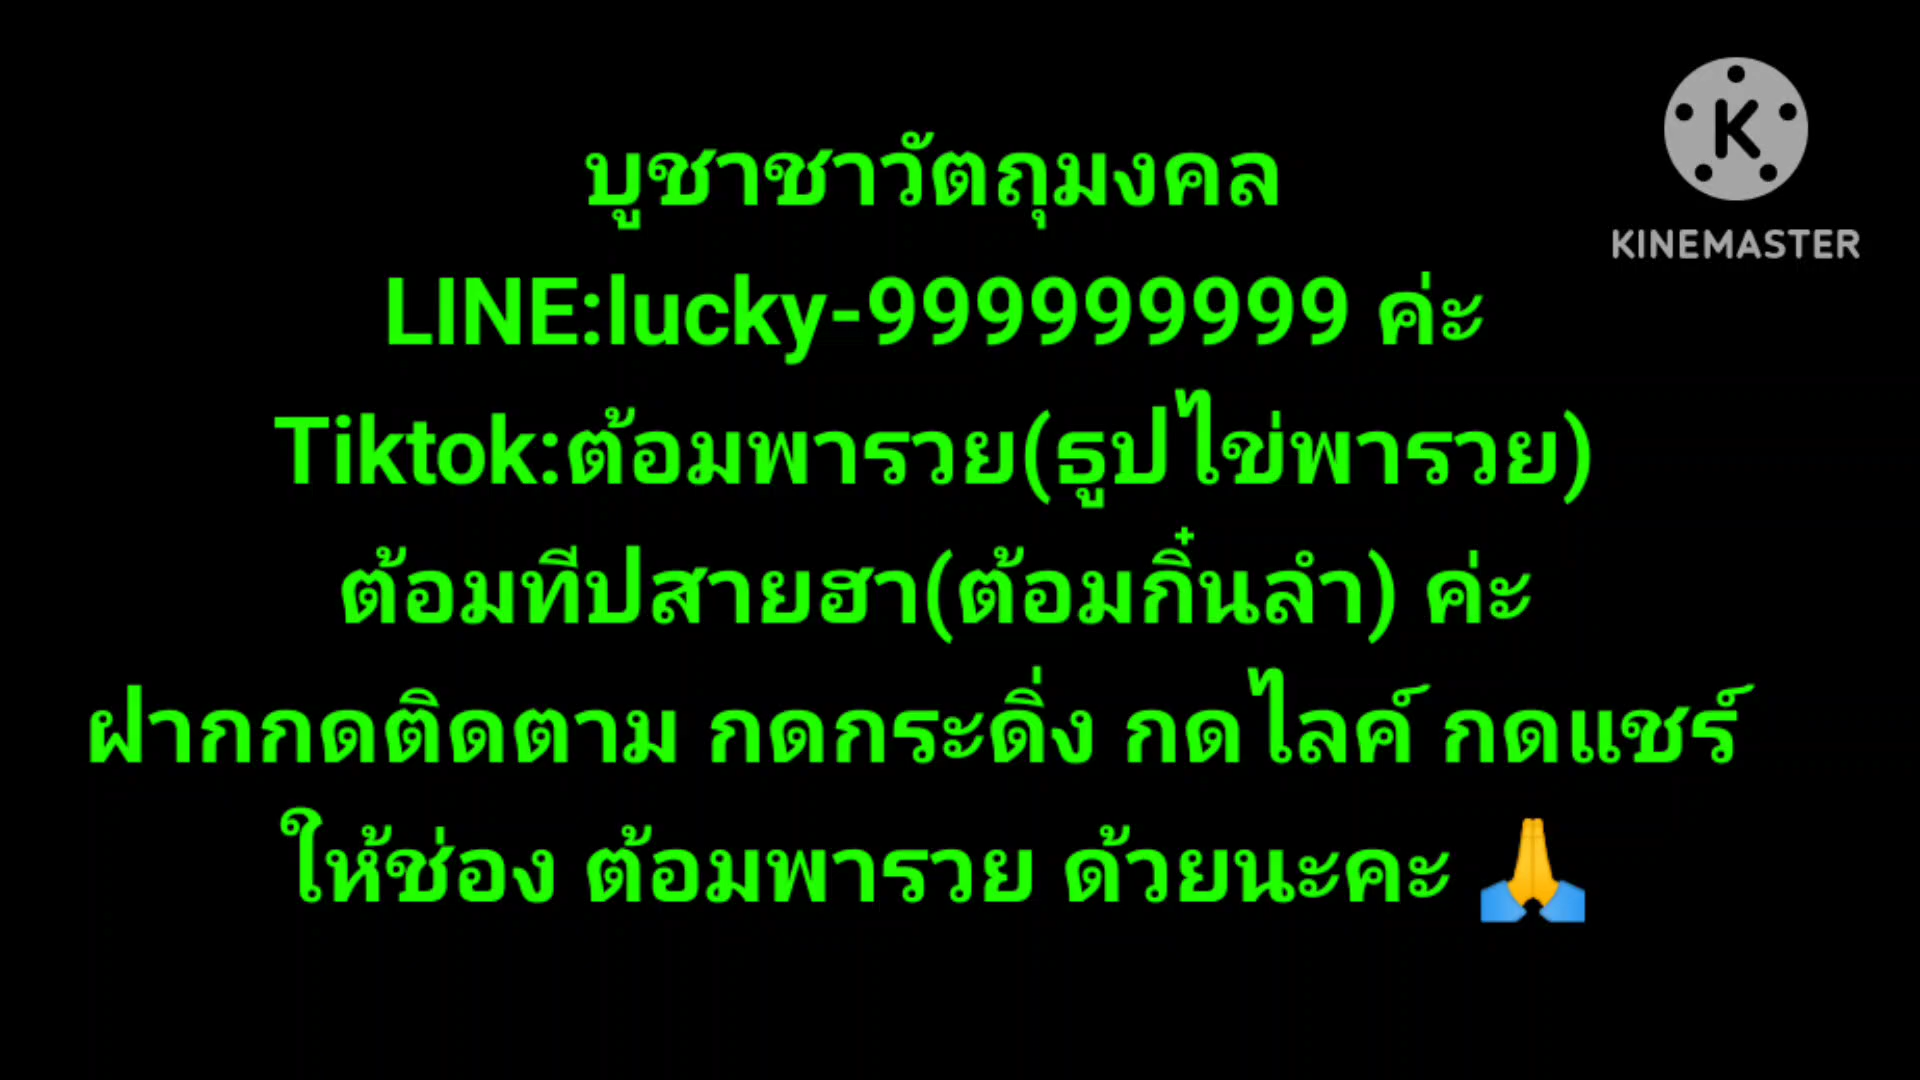 บูชาชาวัตถุมงคล
LINE:lucky-999999999 ค่ะ
Tiktok:ต้อมพารวย(ธูปไข่พารวย)
ต้อมทีปสายฮา(ต้อมกิ๋นลำ) ค่ะ
ฝากกดติดตาม กดกระดิ่ง กดไลค์ กดแชร์
ให้ช่อง ต้อมพารวย ด้วยนะคะ 🙏
K
KINEMASTER